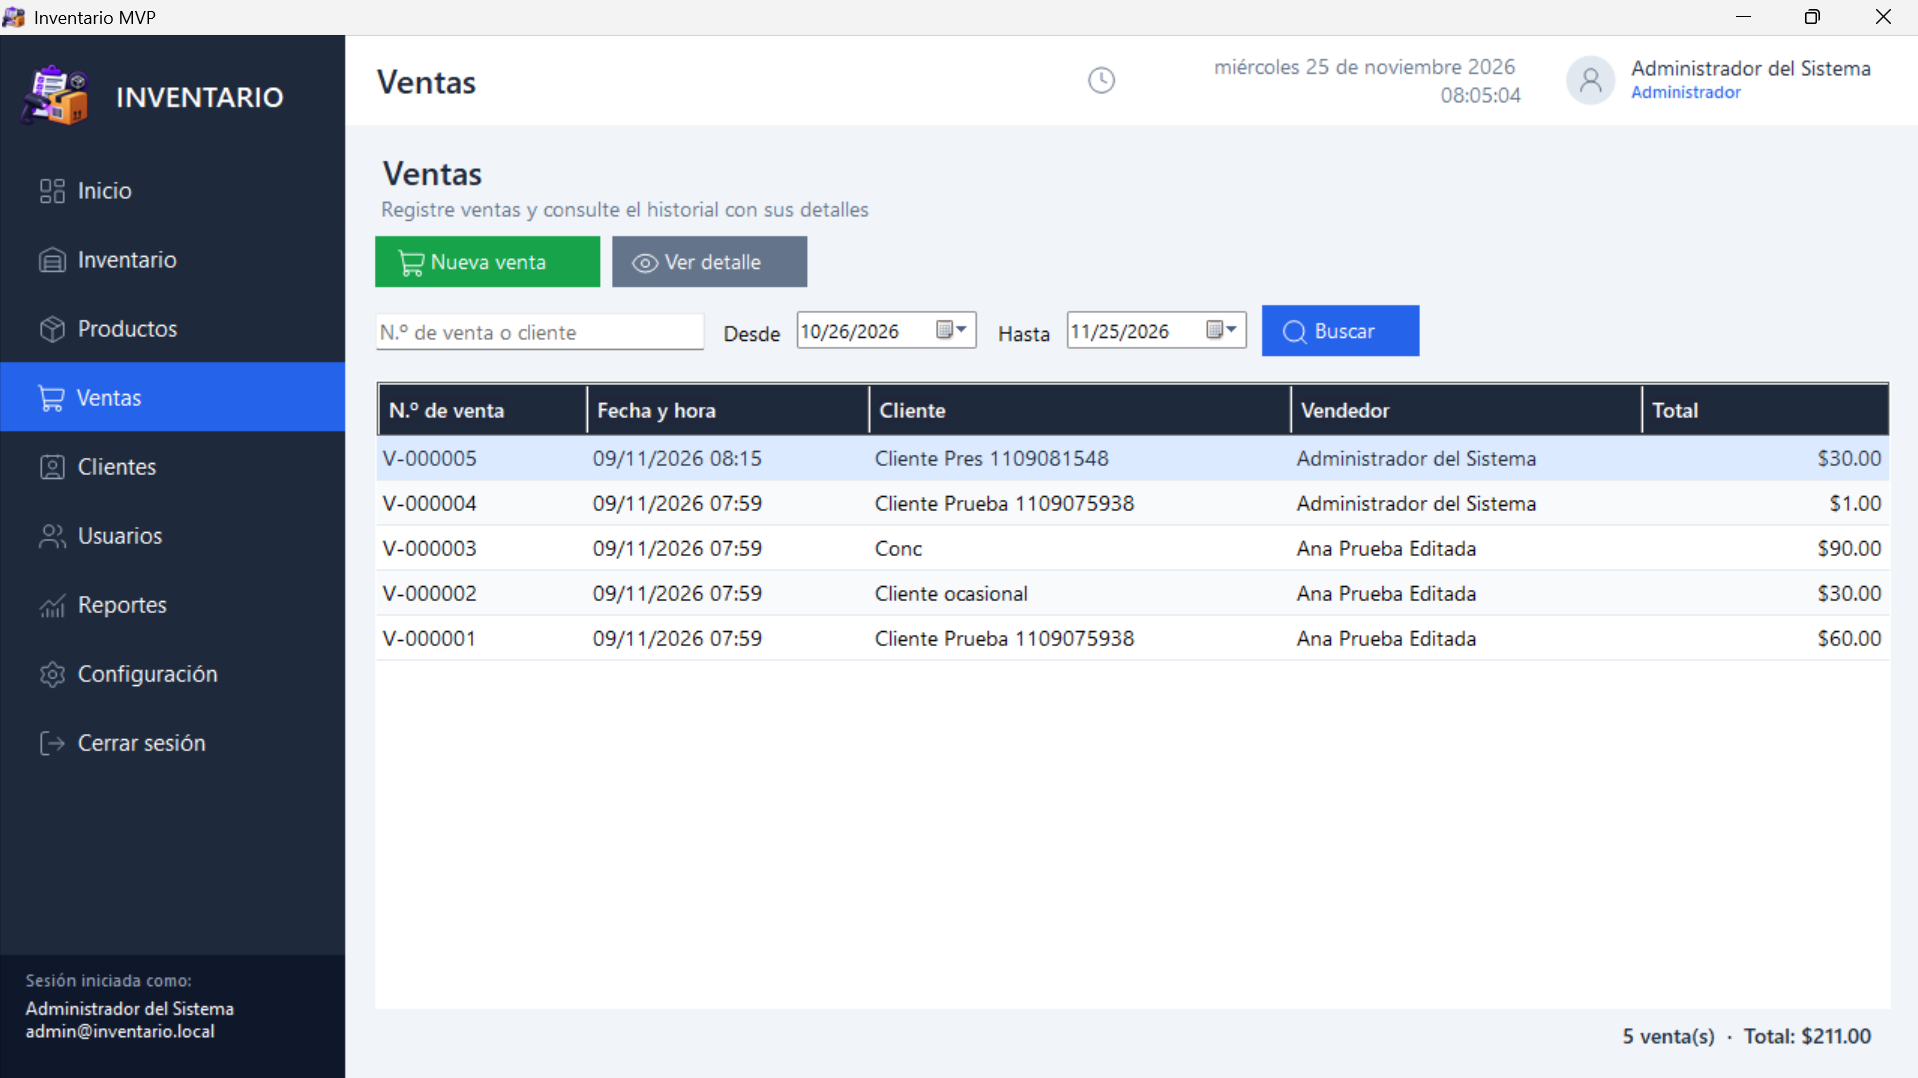 Inventario MVP
INVENTARIO
Inicio
Inventario
Productos
Ventas
Clientes
Usuarios
Reportes
Configuración
Cerrar sesión
Sesión iniciada como:
Administrador del Sistema
admin@inventario.local
Ventas
miércoles 25 de noviembre 2026
08:05:04
Administrador del Sistema
Administrador
Ventas
Registre ventas y consulte el historial con sus detalles
Nueva venta Ver detalle
N.º de venta o cliente Desde 10/26/2026 Hasta 11/25/2026 Buscar
N.º de venta Fecha y hora Cliente Vendedor Total
V-000005 09/11/2026 08:15 Cliente Pres 1109081548 Administrador del Sistema $30.00
V-000004 09/11/2026 07:59 Cliente Prueba 1109075938 Administrador del Sistema $1.00
V-000003 09/11/2026 07:59 Conc Ana Prueba Editada $90.00
V-000002 09/11/2026 07:59 Cliente ocasional Ana Prueba Editada $30.00
V-000001 09/11/2026 07:59 Cliente Prueba 1109075938 Ana Prueba Editada $60.00
5 venta(s) · Total: $211.00